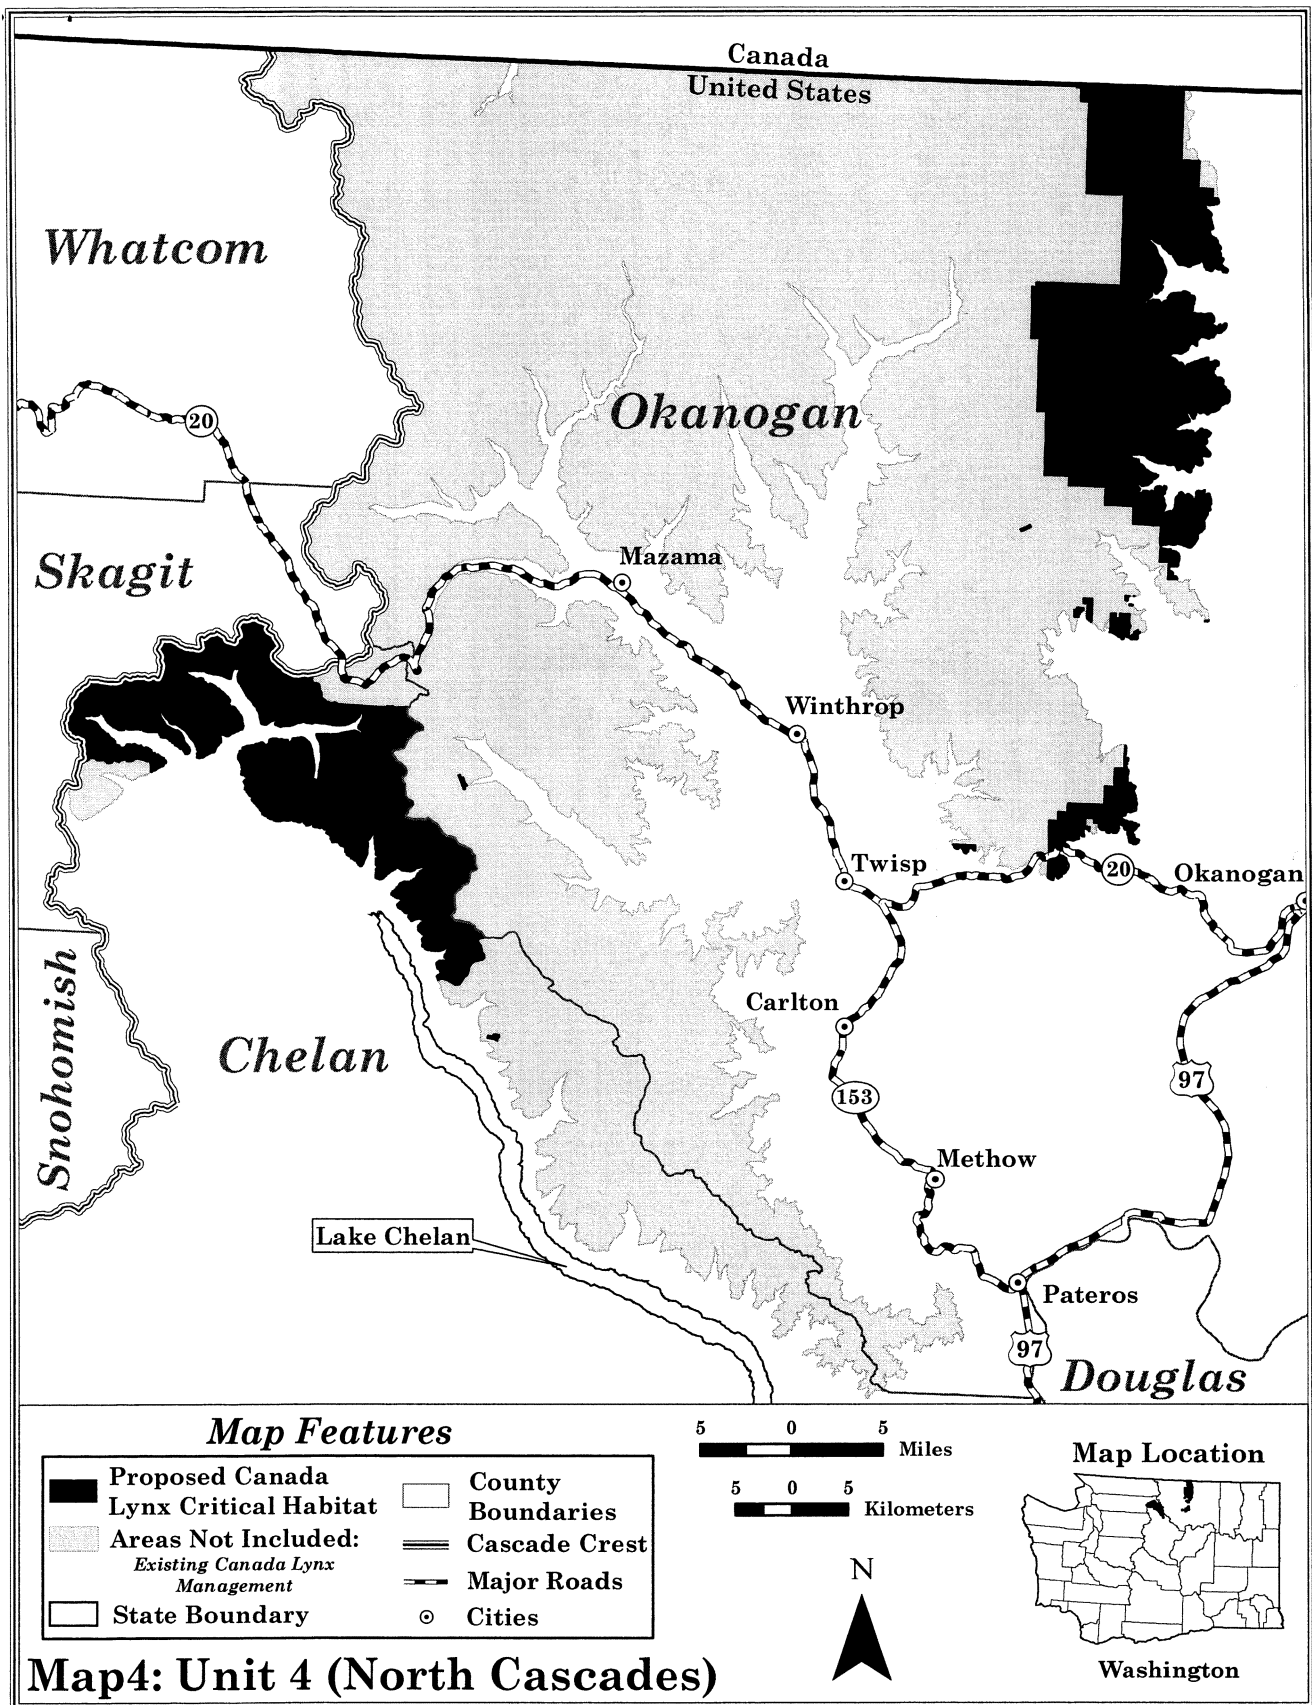 Canada
United States
Whatcom
20
Okanogan
Skagit
Mazama
Winthrop
Twisp
20
Okanogan
Snohomish
Carlton
Chelan
97
153
Methow
Lake Chelan
Pateros
97
Douglas
Map Features
Proposed Canada
Lynx Critical Habitat
Areas Not Included:
Existing Canada Lynx
Management
State Boundary
County
Boundaries
Cascade Crest
Major Roads
Cities
5 0 5
Miles
5 0 5
Kilometers
N
Map Location
Washington
Map4: Unit 4 (North Cascades)